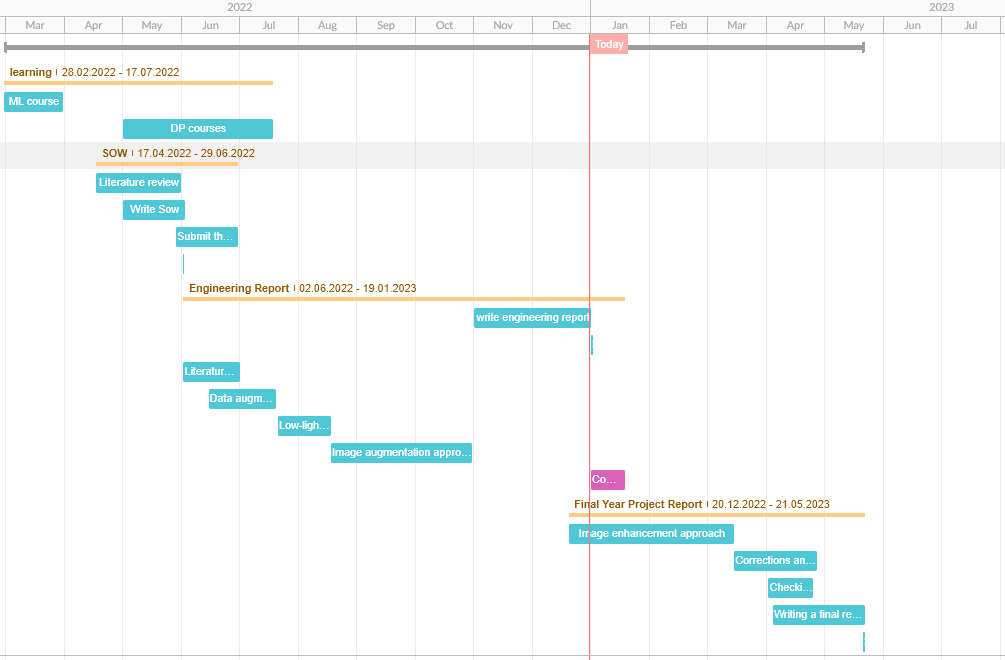 2022 2023
Mar Apr May Jun Jul Aug Sep Oct Nov Dec Jan Feb Mar Apr May Jun Jul
Today
learning | 28.02.2022 - 17.07.2022
ML course
DP courses
SOW | 17.04.2022 - 29.06.2022
Literature review
Write Sow
Submit th...
Engineering Report | 02.06.2022 - 19.01.2023
write engineering report
Literatur...
Data augm...
Low-ligh...
Image augmentation appro...
Co...
Final Year Project Report | 20.12.2022 - 21.05.2023
Image enhancement approach
Corrections an...
Checki...
Writing a final re...